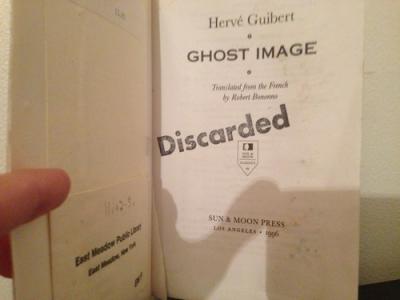 Hervé Guibert
GHOST IMAGE
Translated from the French
by Robert Bononno
Discarded
SUN & MOON PRESS
LOS ANGELES • 1996
East Meadow Public Library
East Meadow, New York